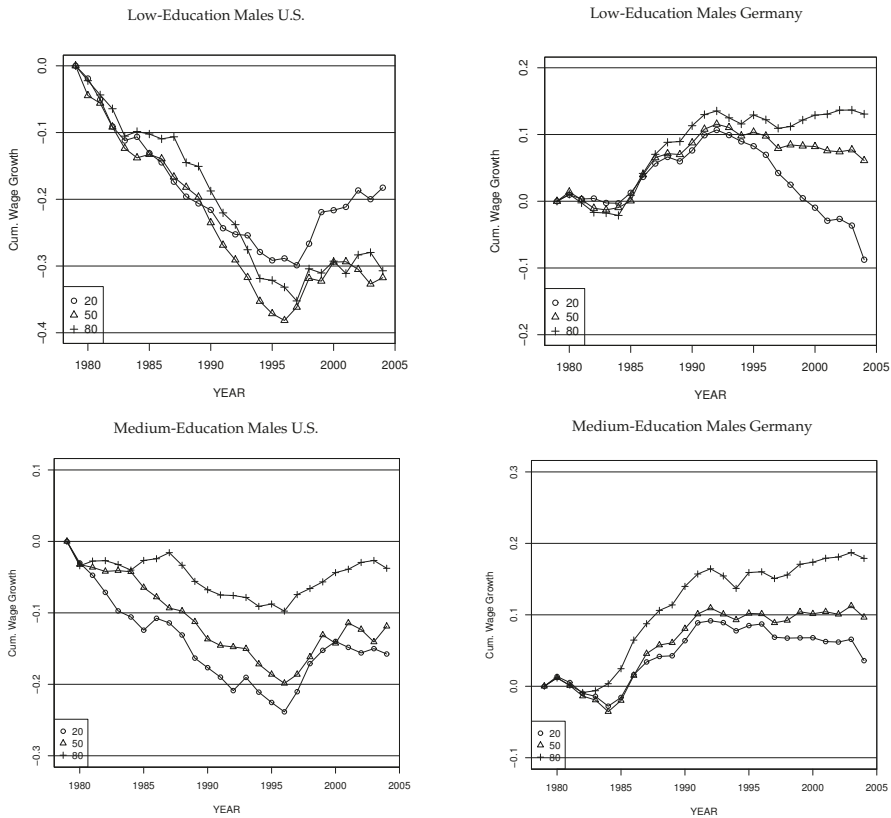 Low-Education Males U.S.
Cum. Wage Growth
0.0
−0.1
−0.2
−0.3
−0.4
20
50
80
1980 1985 1990 1995 2000 2005
YEAR
Low-Education Males Germany
Cum. Wage Growth
0.2
0.1
0.0
−0.1
−0.2
20
50
80
1980 1985 1990 1995 2000 2005
YEAR
Medium-Education Males U.S.
Cum. Wage Growth
0.1
0.0
−0.1
−0.2
−0.3
20
50
80
1980 1985 1990 1995 2000 2005
YEAR
Medium-Education Males Germany
Cum. Wage Growth
0.3
0.2
0.1
0.0
−0.1
20
50
80
1980 1985 1990 1995 2000 2005
YEAR